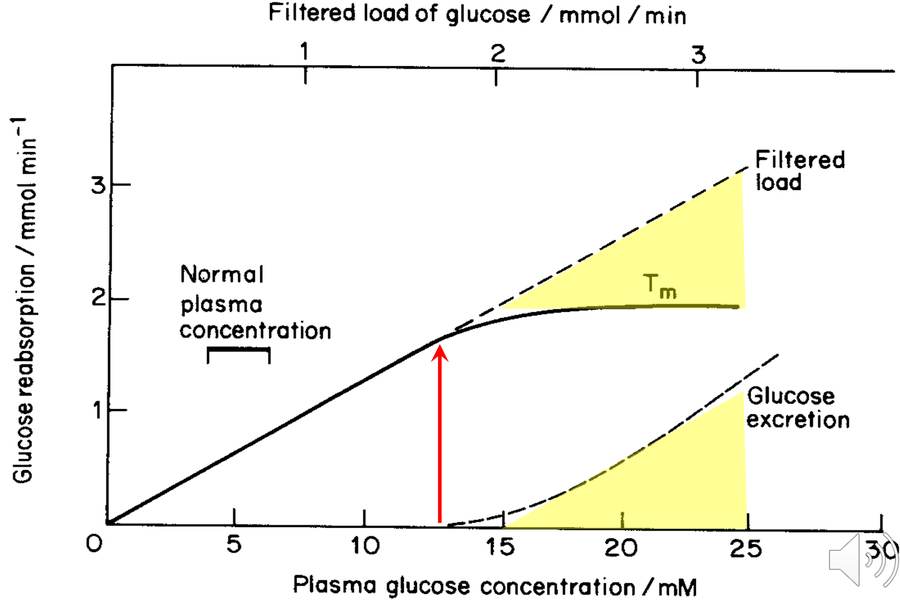 Filtered load of glucose / mmol / min
1 2 3
Glucose reabsorption / mmol min⁻¹
3
2
1
Filtered
load
Normal
plasma
concentration
Tm
Glucose
excretion
0 5 10 15 20 25 30
Plasma glucose concentration / mM